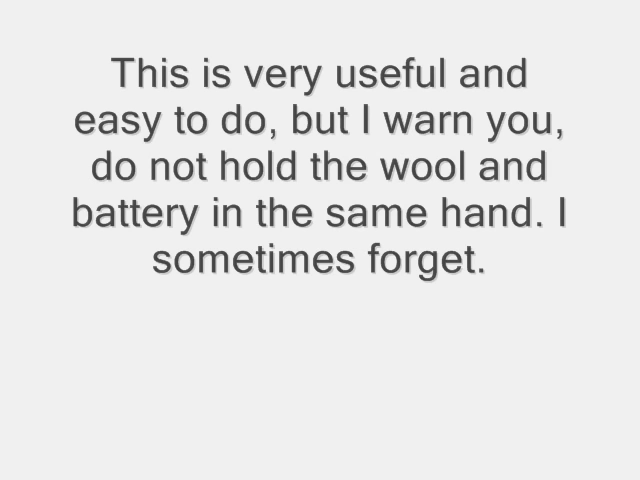 This is very useful and
easy to do, but I warn you,
do not hold the wool and
battery in the same hand. I
sometimes forget.